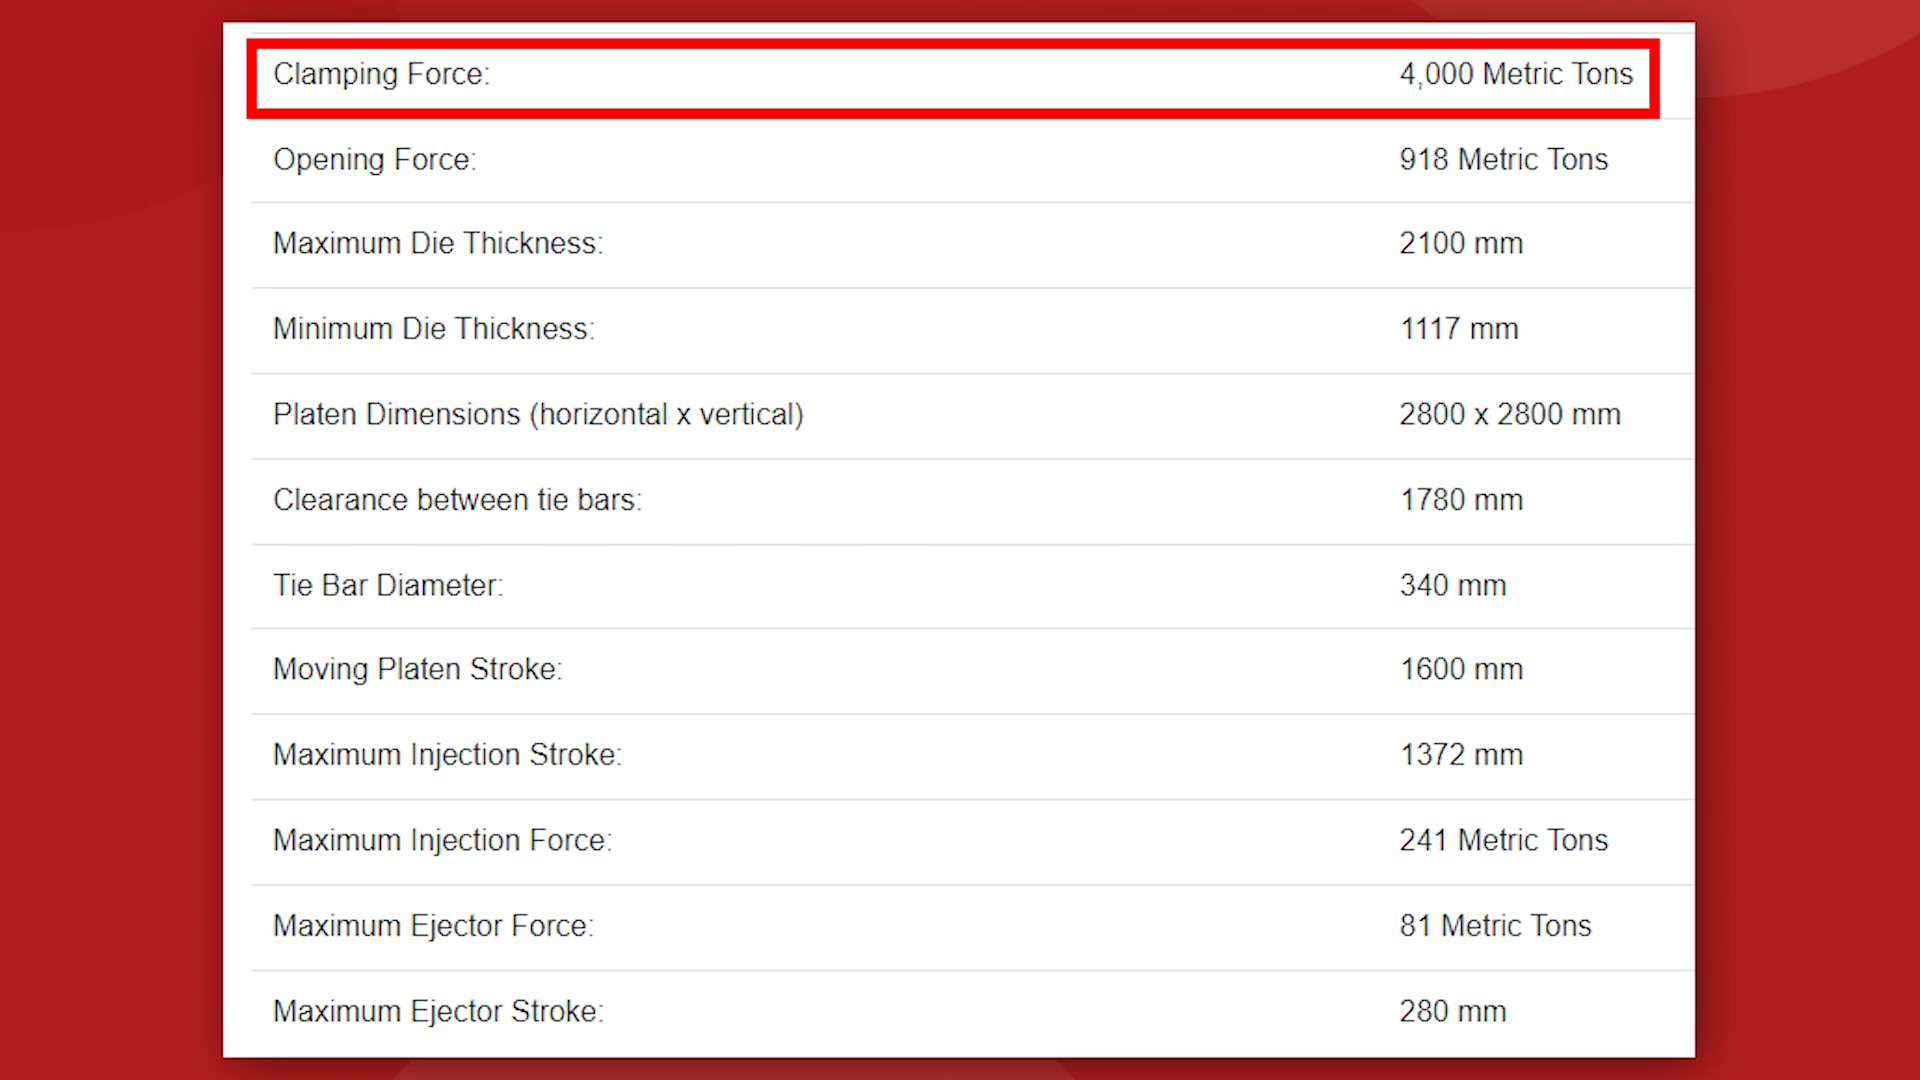 Clamping Force: 4,000 Metric Tons
Opening Force: 918 Metric Tons
Maximum Die Thickness: 2100 mm
Minimum Die Thickness: 1117 mm
Platen Dimensions (horizontal x vertical) 2800 x 2800 mm
Clearance between tie bars: 1780 mm
Tie Bar Diameter: 340 mm
Moving Platen Stroke: 1600 mm
Maximum Injection Stroke: 1372 mm
Maximum Injection Force: 241 Metric Tons
Maximum Ejector Force: 81 Metric Tons
Maximum Ejector Stroke: 280 mm